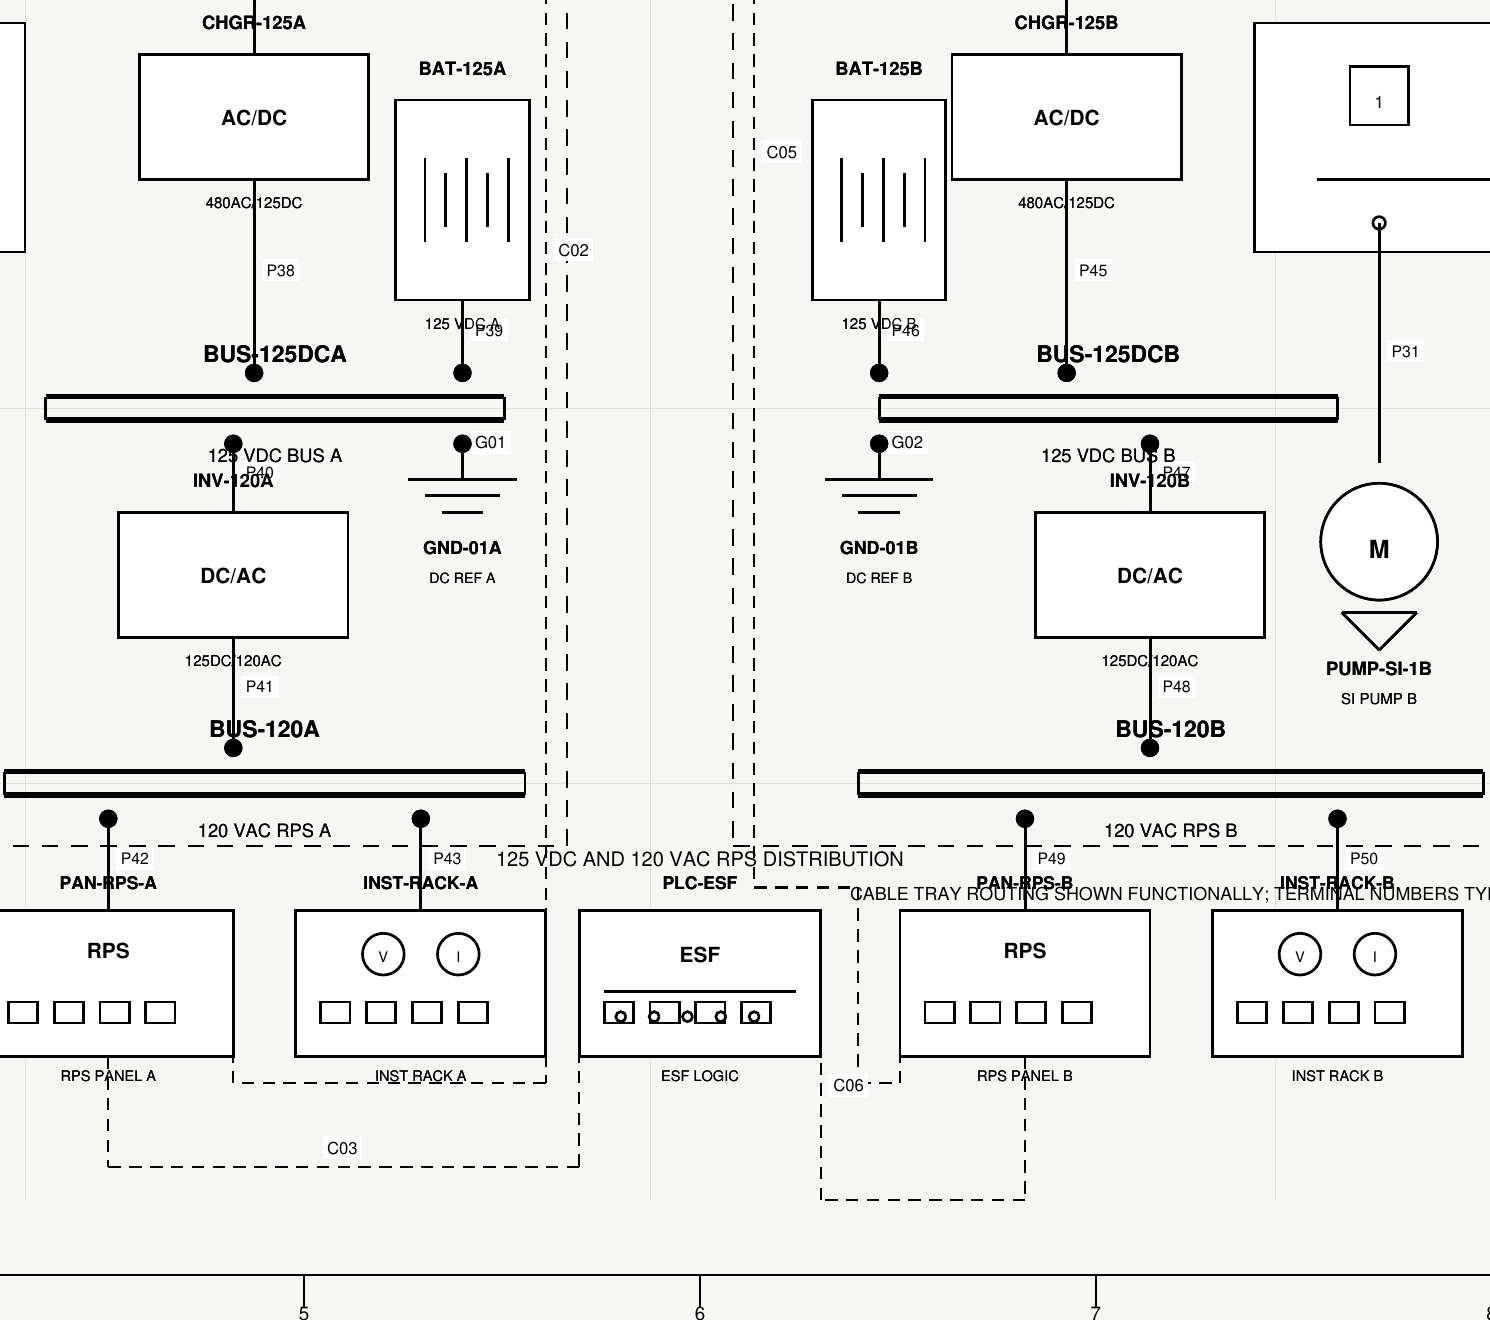 CHGR-125A
CHGR-125B
BAT-125A
BAT-125B
1
AC/DC
AC/DC
C05
480AC/125DC
480AC/125DC
C02
P38
P45
125 VDC A
P39
125 VDC B
P46
BUS-125DCA
BUS-125DCB
P31
G01
G02
125 VDC BUS A
125 VDC BUS B
P40
P47
INV-120A
INV-120B
GND-01A
GND-01B
M
DC/AC
DC REF A
DC REF B
DC/AC
125DC/120AC
125DC/120AC
PUMP-SI-1B
P41
P48
SI PUMP B
BUS-120A
BUS-120B
120 VAC RPS A
120 VAC RPS B
P42
P43
125 VDC AND 120 VAC RPS DISTRIBUTION
P49
P50
PAN-RPS-A
INST-RACK-A
PLC-ESF
PAN-RPS-B
INST-RACK-B
CABLE TRAY ROUTING SHOWN FUNCTIONALLY; TERMINAL NUMBERS
RPS
V
I
ESF
RPS
V
I
RPS PANEL A
INST RACK A
ESF LOGIC
C06
RPS PANEL B
INST RACK B
C03
5
6
7